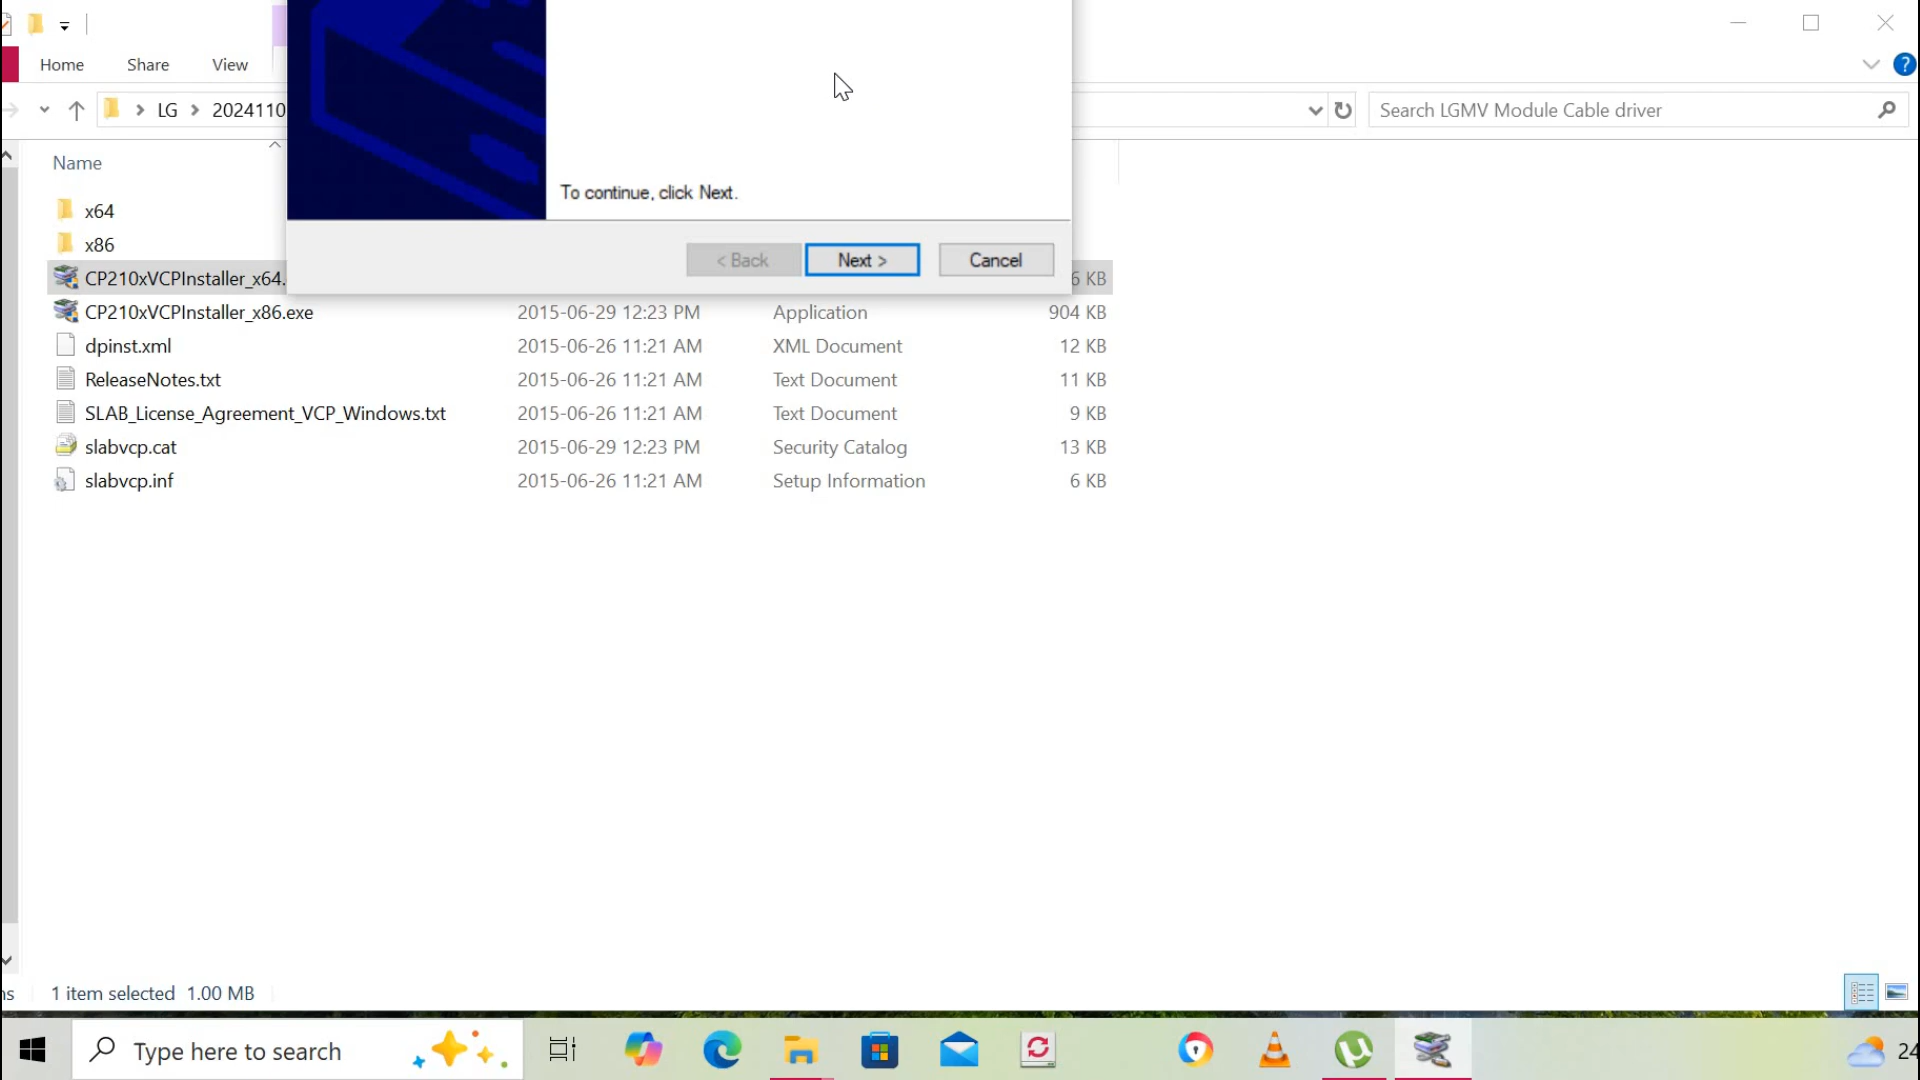 Home Share View
LG 2024110
Search LGMV Module Cable driver
Name
To continue, click Next.
x64
x86
< Back Next > Cancel
CP210xVCPInstaller_x64. 6 KB
CP210xVCPInstaller_x86.exe 2015-06-29 12:23 PM Application 904 KB
dpinst.xml 2015-06-26 11:21 AM XML Document 12 KB
ReleaseNotes.txt 2015-06-26 11:21 AM Text Document 11 KB
SLAB_License_Agreement_VCP_Windows.txt 2015-06-26 11:21 AM Text Document 9 KB
slabvcp.cat 2015-06-29 12:23 PM Security Catalog 13 KB
slabvcp.inf 2015-06-26 11:21 AM Setup Information 6 KB
1 item selected 1.00 MB
Type here to search
24